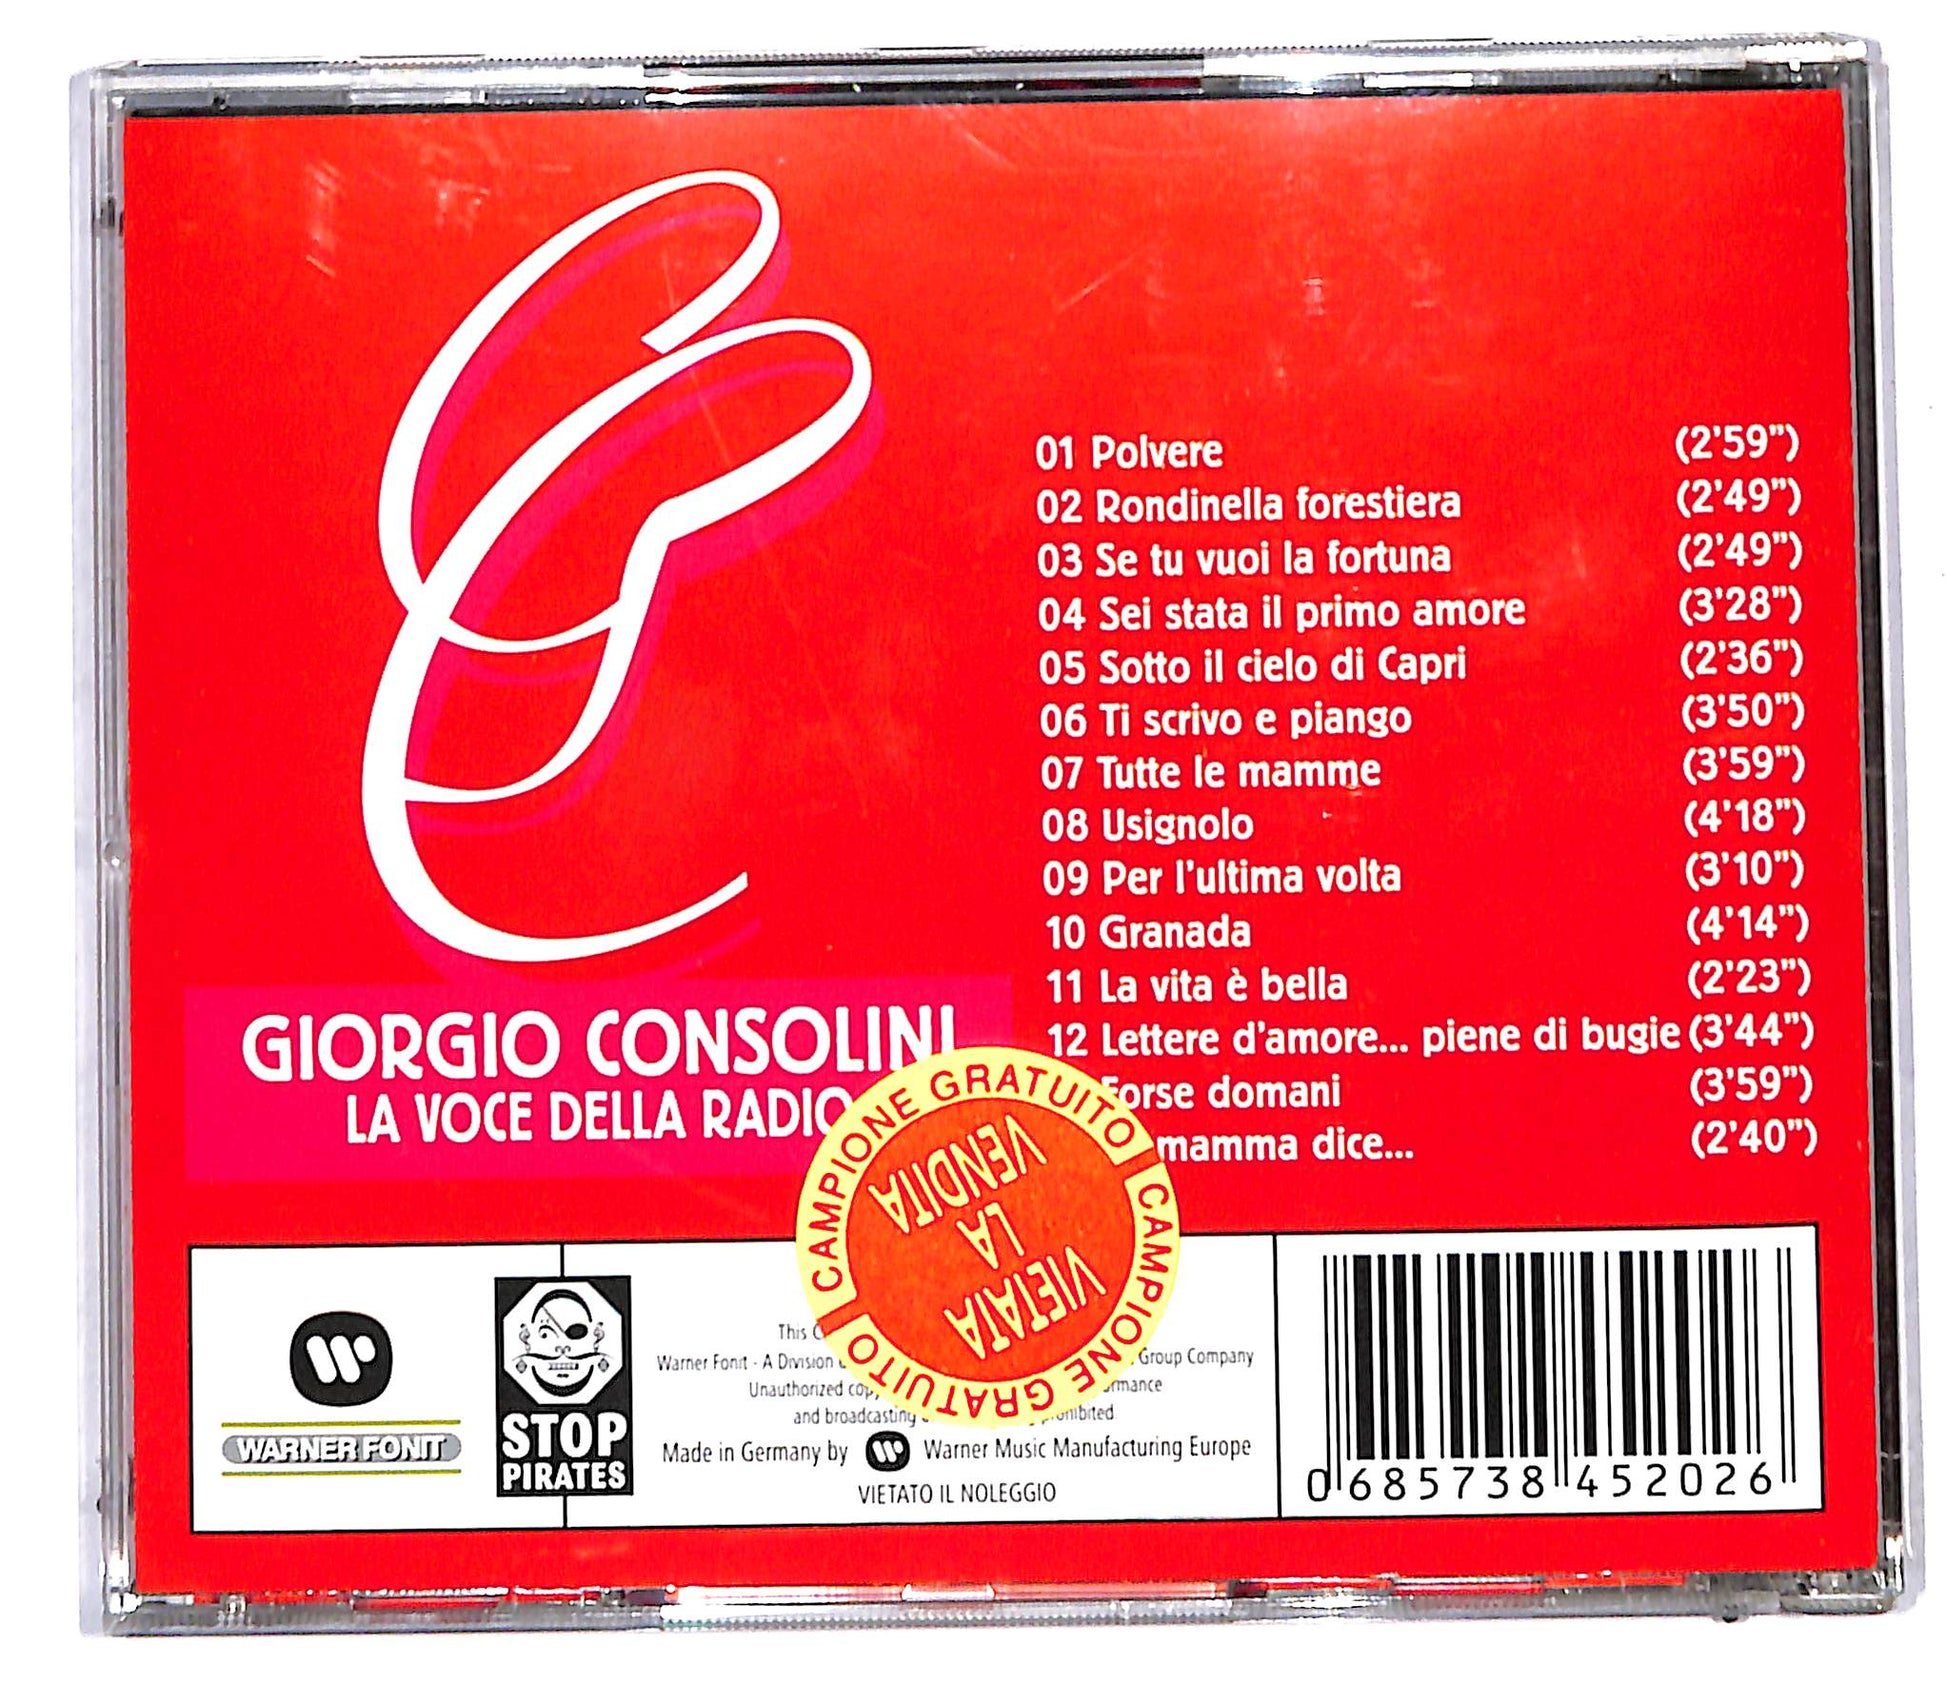 01 Polvere (2'59")
02 Rondinella forestiera (2'49")
03 Se tu vuoi la fortuna (2'49")
04 Sei stata il primo amore (3'28")
05 Sotto il cielo di Capri (2'36")
06 Ti scrivo e piango (3'50")
07 Tutte le mamme (3'59")
08 Usignolo (4'18")
09 Per l'ultima volta (3'10")
10 Granada (4'14")
11 La vita è bella (2'23")
12 Lettere d'amore... piene di bugie (3'44")
Forse domani (3'59")
mamma dice... (2'40")
GIORGIO CONSOLINI
LA VOCE DELLA RADIO
CAMPIONE GRATUITO
CAMPIONE GRATUITO
VIETATA
LA
VENDITA
WARNER FONIT
STOP
PIRATES
This
Warner Fonit - A Division Group Company
Unauthorized
and broadcasting
Made in Germany by Warner Music Manufacturing Europe
VIETATO IL NOLEGGIO
0 685738 452026